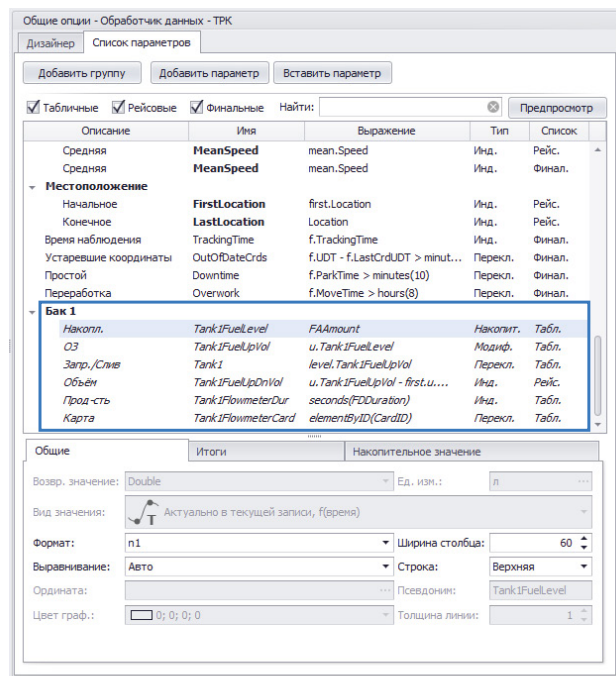 Общие опции - Обработчик данных - ТРК
Дизайнер Список параметров
Добавить группу Добавить параметр Вставить параметр
Табличные Рейсовые Финальные Найти: Предпросмотр
Описание Имя Выражение Тип Список
Средняя MeanSpeed mean.Speed Инд. Рейс.
Средняя MeanSpeed mean.Speed Инд. Финал.
Местоположение
Начальное FirstLocation first.Location Инд. Рейс.
Конечное LastLocation Location Инд. Рейс.
Время наблюдения TrackingTime f.TrackingTime Инд. Финал.
Устаревшие координаты OutOfDateCrds f.UDT - f.LastCrdUDT > minut... Перекл. Финал.
Простой Downtime f.ParkTime > minutes(10) Перекл. Финал.
Переработка Overwork f.MoveTime > hours(8) Перекл. Финал.
Бак 1
Накопл. Tank1FuelLevel FAAmount Накопит. Табл.
ОЗ Tank1FuelUpVol u.Tank1FuelLevel Модиф. Табл.
Запр./Слив Tank1 level.Tank1FuelUpVol Перекл. Табл.
Объём Tank1FuelUpDnVol u.Tank1FuelUpVol - first.u.... Инд. Рейс.
Прод-сть Tank1FlowmeterDur seconds(FDDuration) Инд. Табл.
Карта Tank1FlowmeterCard elementByID(CardID) Перекл. Табл.
Общие Итоги Накопительное значение
Возвр. значение: Double Ед. изм.: л ...
Вид значения: T Актуально в текущей записи, f(время)
Формат: n1 Ширина столбца: 60
Выравнивание: Авто Строка: Верхняя
Ордината: ... Псевдоним: Tank1FuelLevel
Цвет граф.: 0; 0; 0; 0 Толщина линии: 1